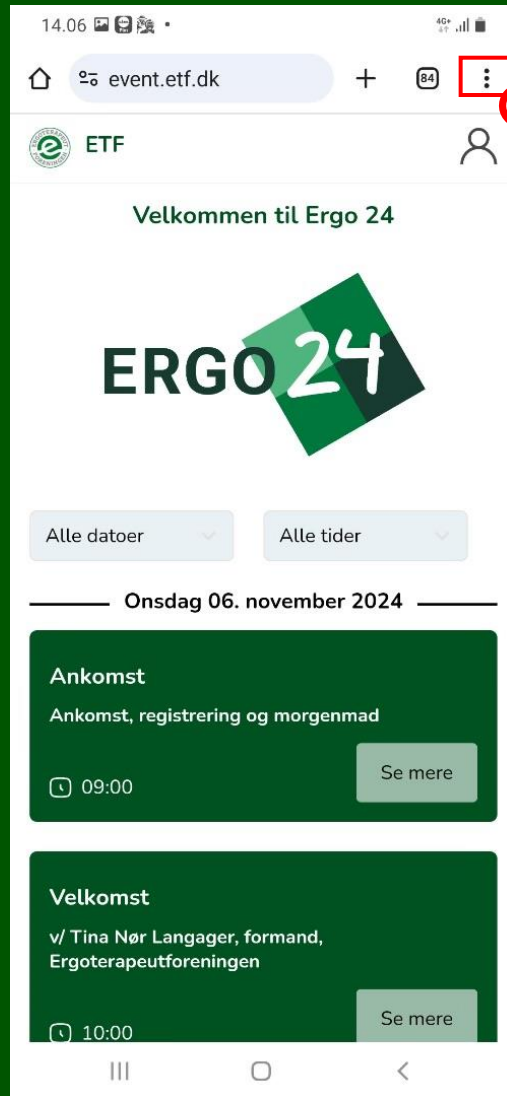 14.06
4G+
event.etf.dk
84
ETF
Velkommen til Ergo 24
ERGO 24
Alle datoer
Alle tider
Onsdag 06. november 2024
Ankomst
Ankomst, registrering og morgenmad
Se mere
09:00
Velkomst
v/ Tina Nør Langager, formand,
Ergoterapeutforeningen
Se mere
10:00